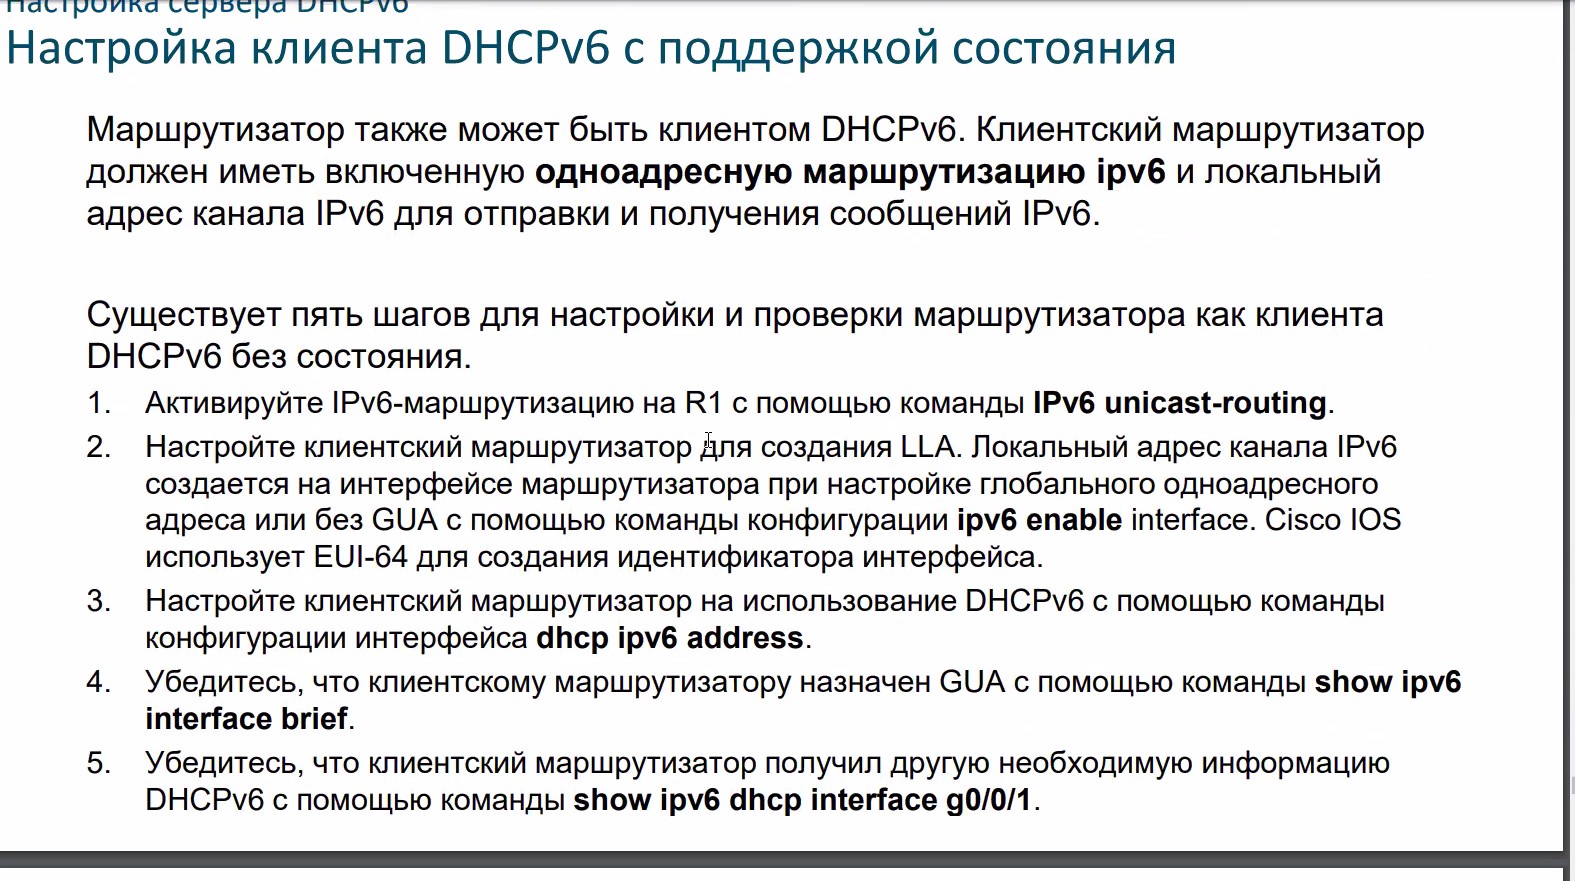 Настройка сервера DHCPv6
Настройка клиента DHCPv6 с поддержкой состояния
Маршрутизатор также может быть клиентом DHCPv6. Клиентский маршрутизатор
должен иметь включенную одноадресную маршрутизацию ipv6 и локальный
адрес канала IPv6 для отправки и получения сообщений IPv6.
Существует пять шагов для настройки и проверки маршрутизатора как клиента
DHCPv6 без состояния.
1. Активируйте IPv6-маршрутизацию на R1 с помощью команды IPv6 unicast-routing.
2. Настройте клиентский маршрутизатор для создания LLA. Локальный адрес канала IPv6
создается на интерфейсе маршрутизатора при настройке глобального одноадресного
адреса или без GUA с помощью команды конфигурации ipv6 enable interface. Cisco IOS
использует EUI-64 для создания идентификатора интерфейса.
3. Настройте клиентский маршрутизатор на использование DHCPv6 с помощью команды
конфигурации интерфейса dhcp ipv6 address.
4. Убедитесь, что клиентскому маршрутизатору назначен GUA с помощью команды show ipv6
interface brief.
5. Убедитесь, что клиентский маршрутизатор получил другую необходимую информацию
DHCPv6 с помощью команды show ipv6 dhcp interface g0/0/1.